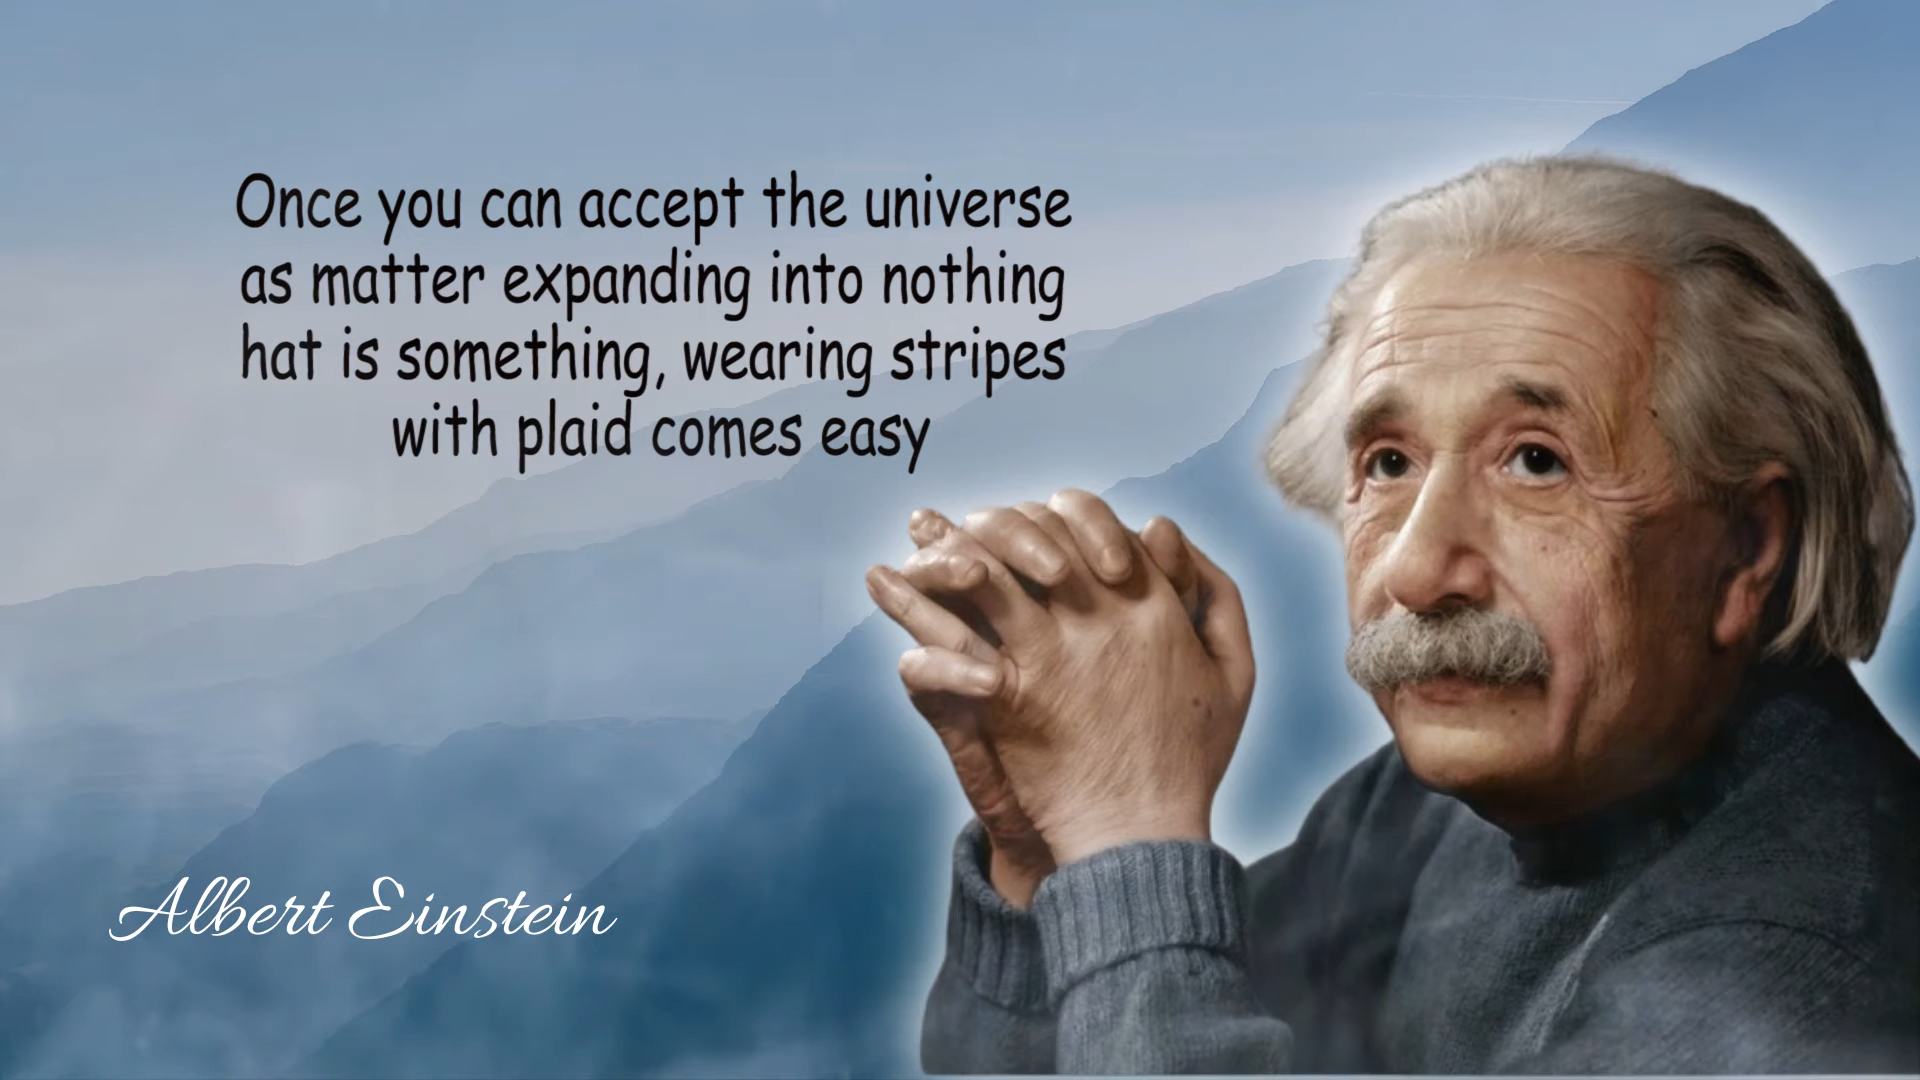 Once you can accept the universe
as matter expanding into nothing
hat is something, wearing stripes
with plaid comes easy
Albert Einstein